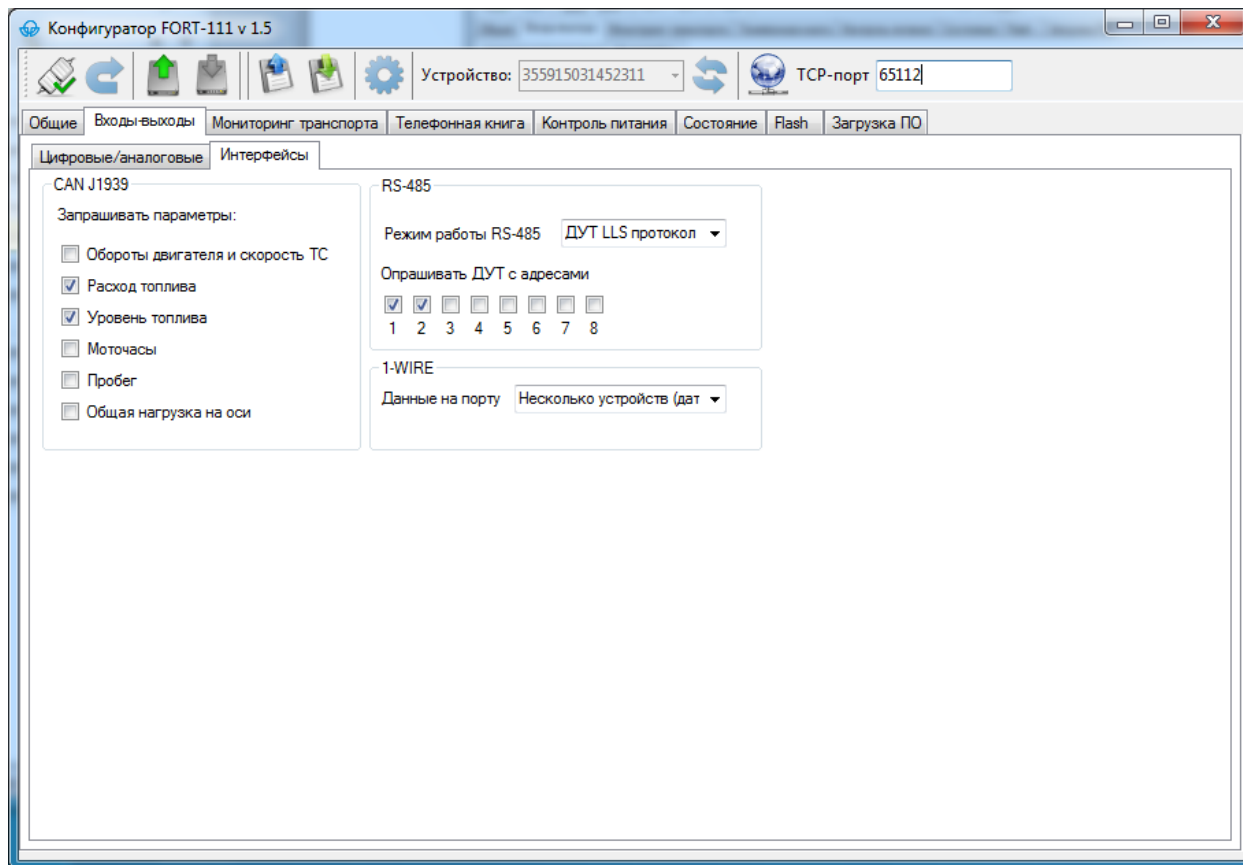 Конфигуратор FORT-111 v 1.5
Устройство: 355915031452311 TCP-порт 65112
Общие Входы-выходы Мониторинг транспорта Телефонная книга Контроль питания Состояние Flash Загрузка ПО
Цифровые/аналоговые Интерфейсы
CAN J1939
Запрашивать параметры:
Обороты двигателя и скорость ТС
Расход топлива
Уровень топлива
Моточасы
Пробег
Общая нагрузка на оси
RS-485
Режим работы RS-485 ДУТ LLS протокол
Опрашивать ДУТ с адресами
1 2 3 4 5 6 7 8
1-WIRE
Данные на порту Несколько устройств (дат